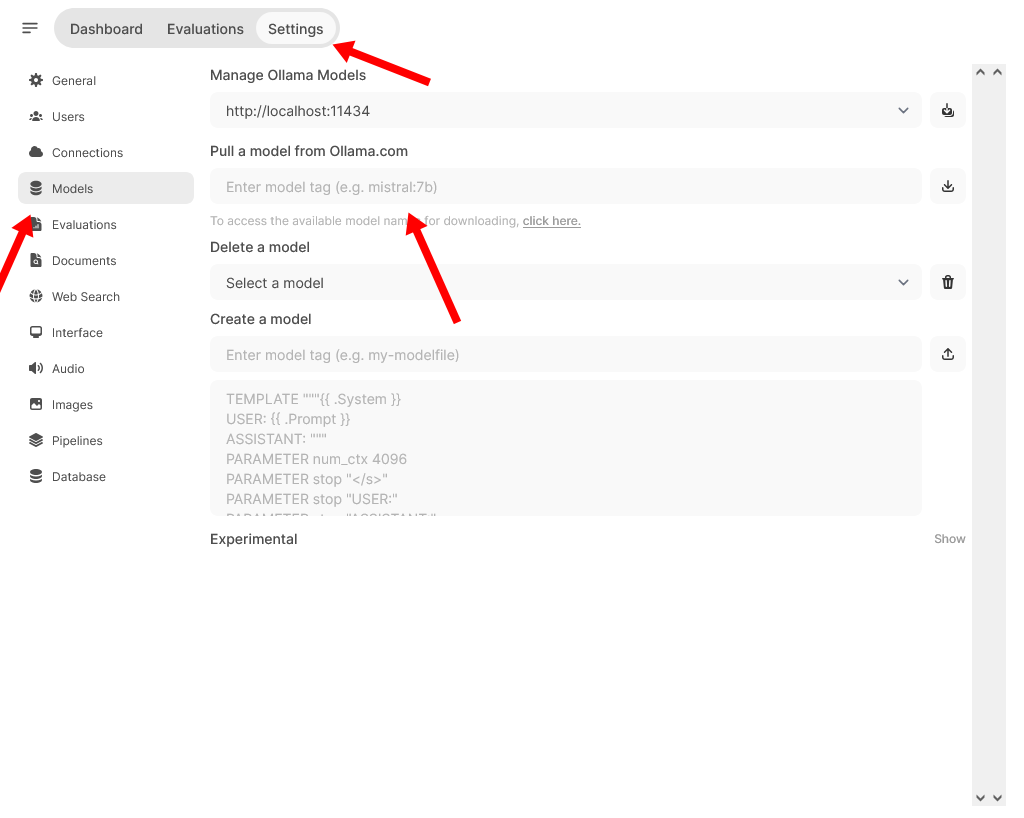 Dashboard Evaluations Settings
General
Users
Connections
Models
Evaluations
Documents
Web Search
Interface
Audio
Images
Pipelines
Database
Manage Ollama Models
http://localhost:11434
Pull a model from Ollama.com
Enter model tag (e.g. mistral:7b)
To access the available model names for downloading, click here.
Delete a model
Select a model
Create a model
Enter model tag (e.g. my-modelfile)
TEMPLATE """{{ .System }}
USER: {{ .Prompt }}
ASSISTANT: """
PARAMETER num_ctx 4096
PARAMETER stop "</s>"
PARAMETER stop "USER:"
PARAMETER stop "ASSISTANT:"
Experimental Show